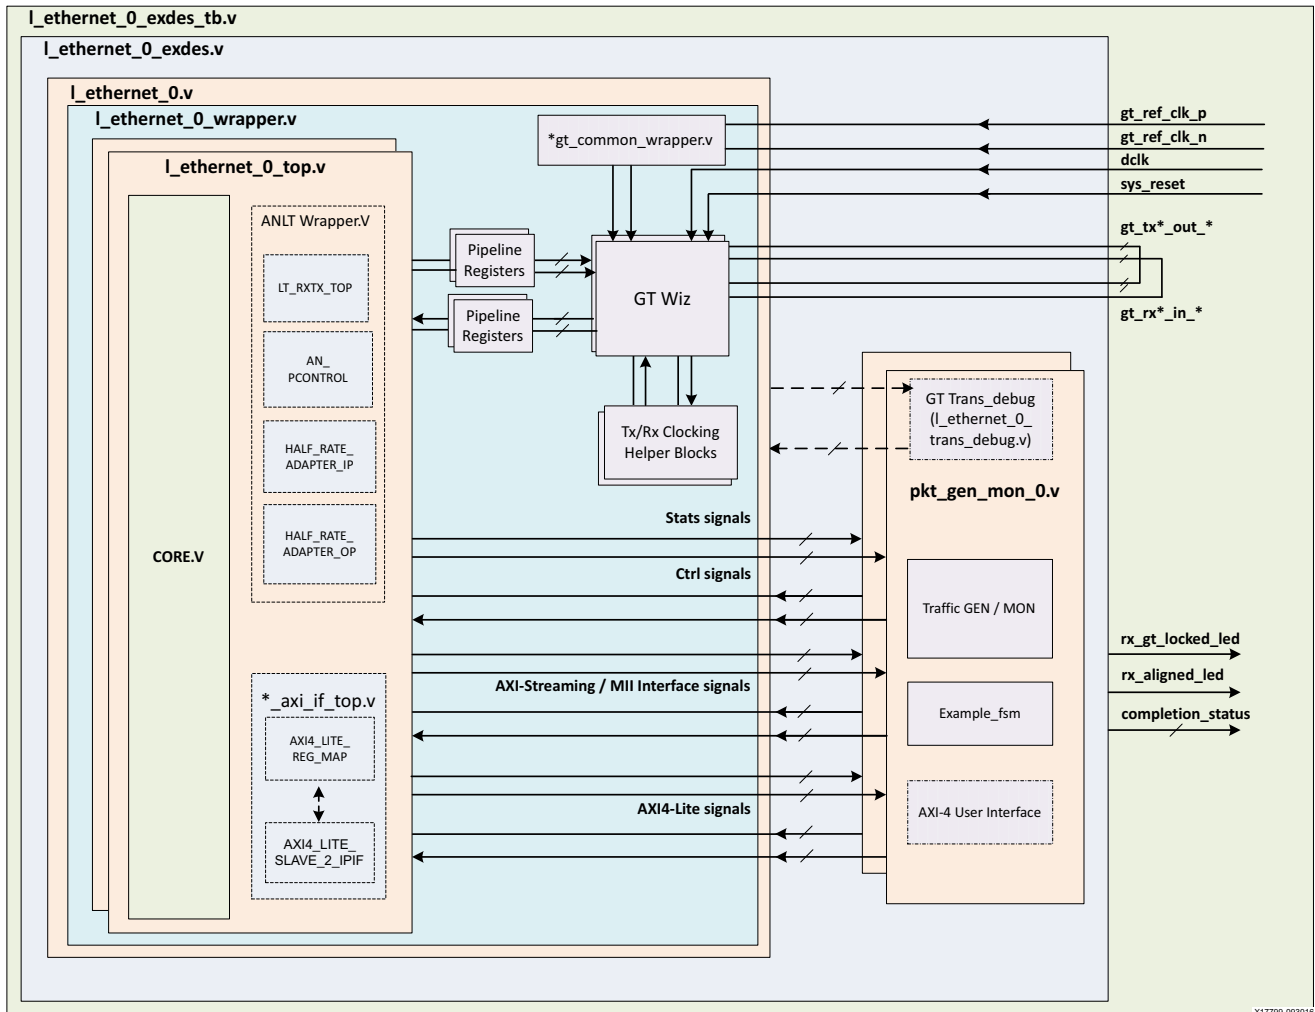 l_ethernet_0_exdes_tb.v
l_ethernet_0_exdes.v
l_ethernet_0.v
l_ethernet_0_wrapper.v
l_ethernet_0_top.v
CORE.V
ANLT Wrapper.V
LT_RXTX_TOP
AN_
PCONTROL
HALF_RATE_
ADAPTER_IP
HALF_RATE_
ADAPTER_OP
*_axi_if_top.v
AXI4_LITE_
REG_MAP
AXI4_LITE_
SLAVE_2_IPIF
Pipeline
Registers
Pipeline
Registers
*gt_common_wrapper.v
GT Wiz
Tx/Rx Clocking
Helper Blocks
Stats signals
Ctrl signals
AXI-Streaming / MII Interface signals
AXI4-Lite signals
GT Trans_debug
(l_ethernet_0_
trans_debug.v)
pkt_gen_mon_0.v
Traffic GEN / MON
Example_fsm
AXI-4 User Interface
gt_ref_clk_p
gt_ref_clk_n
dclk
sys_reset
gt_tx*_out_*
gt_rx*_in_*
rx_gt_locked_led
rx_aligned_led
completion_status